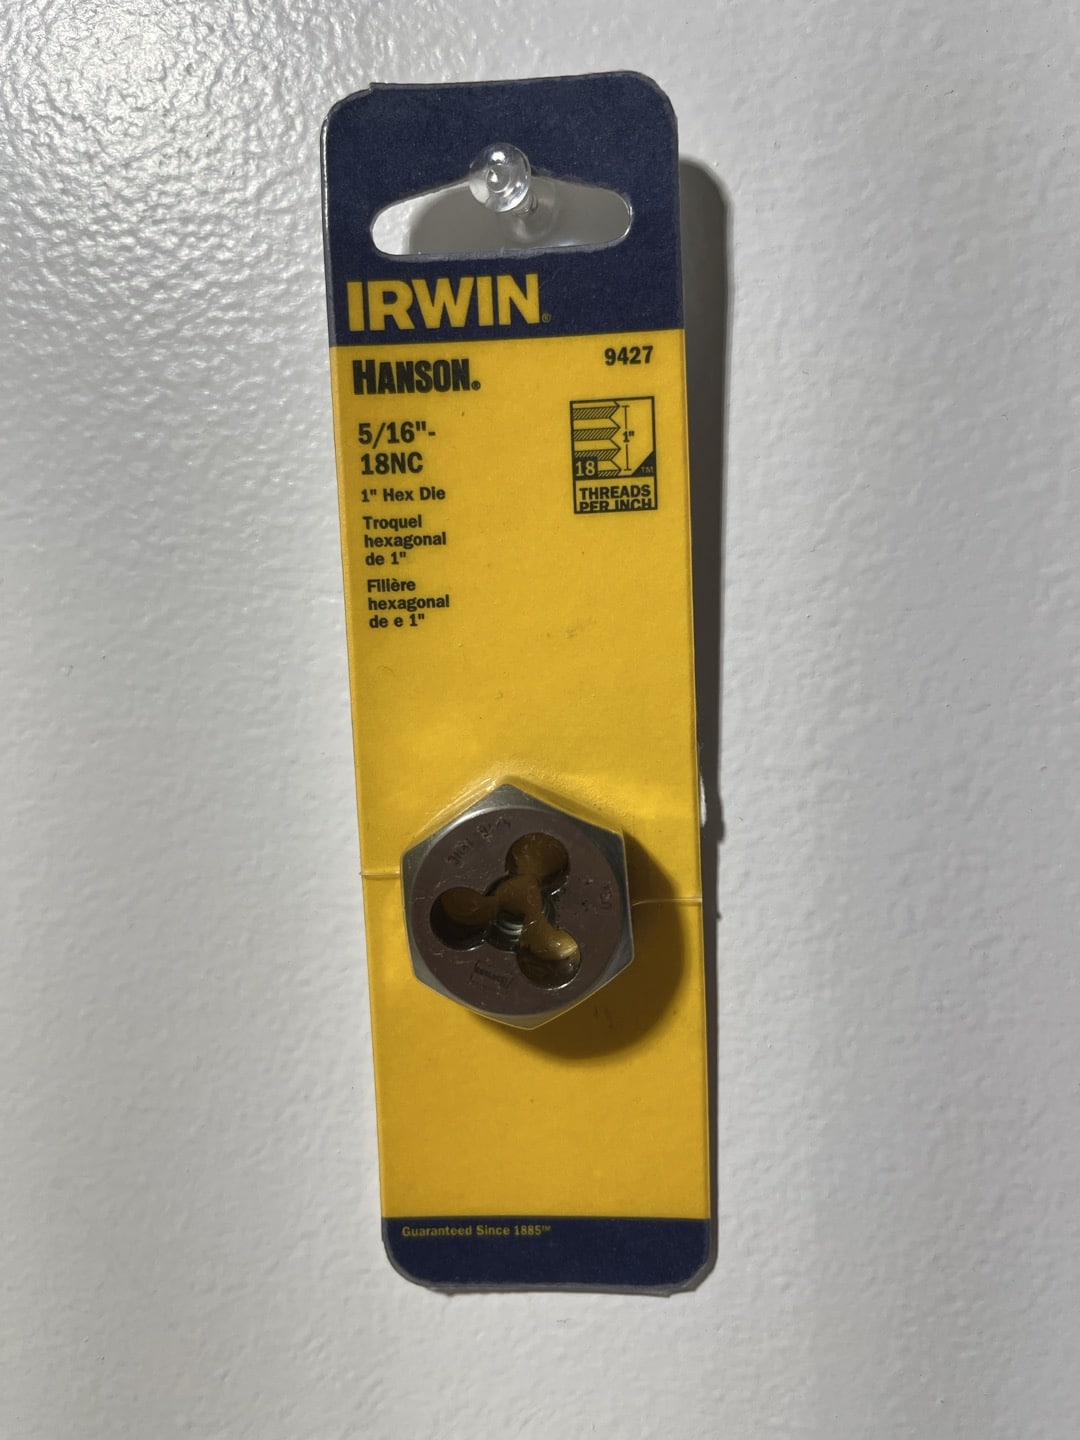 IRWIN®
HANSON®
9427
5/16"-
18NC
1" Hex Die
Troquel
hexagonal
de 1"
Filière
hexagonal
de e 1"
1"
18
TM
THREADS
PER INCH
Guaranteed Since 1885™